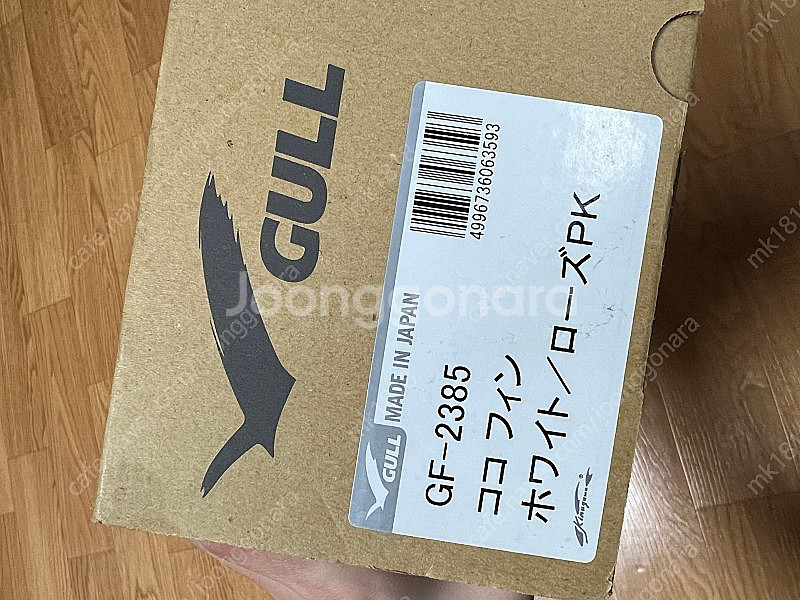 GULL
GULL MADE IN JAPAN
4996736063593
GF-2385
ココ フィン
ホワイト/ローズPK
Kinugawa
Joonggonara